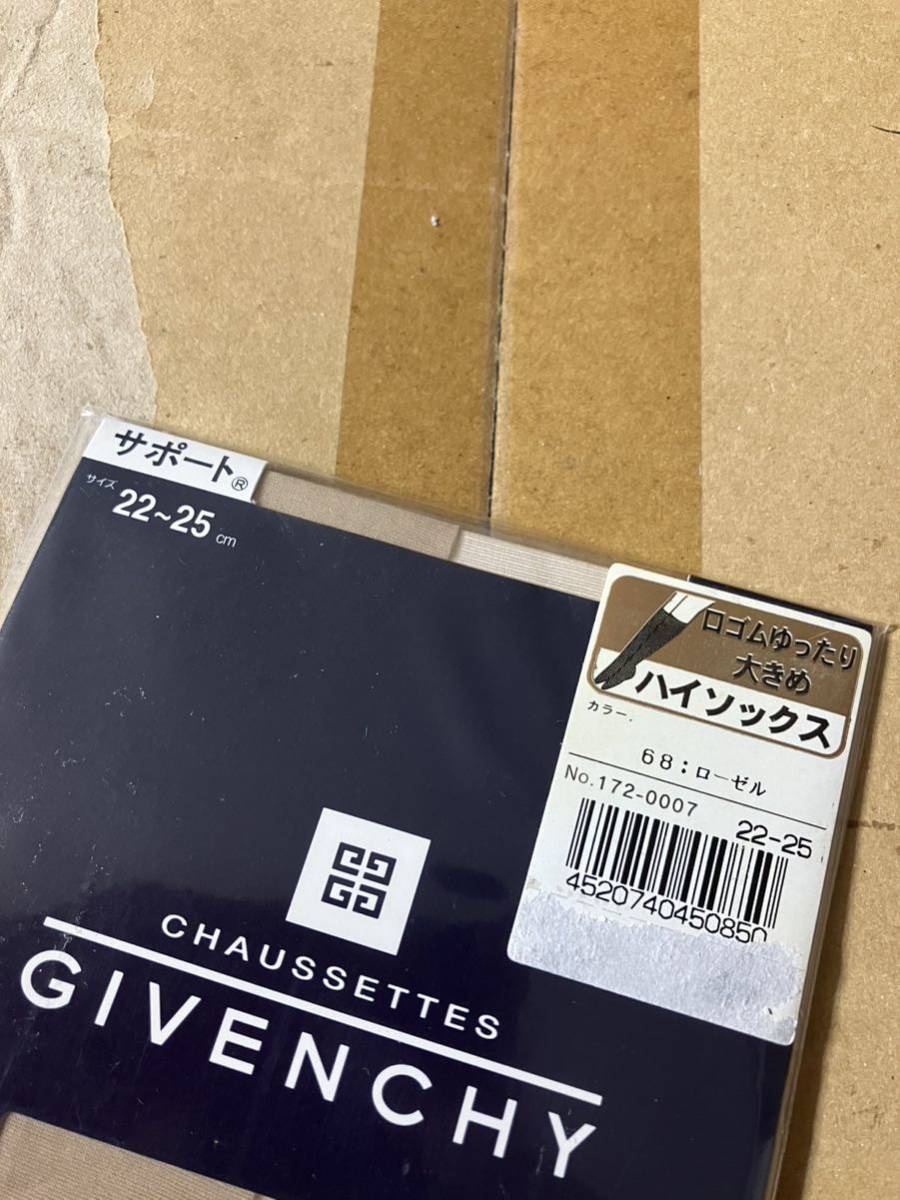 サポート®
サイズ
22~25 cm
口ゴムゆったり
大きめ
ハイソックス
カラー.
68:ローゼル
No.172-0007
22-25
4520740450850
CHAUSSETTES
GIVENCHY